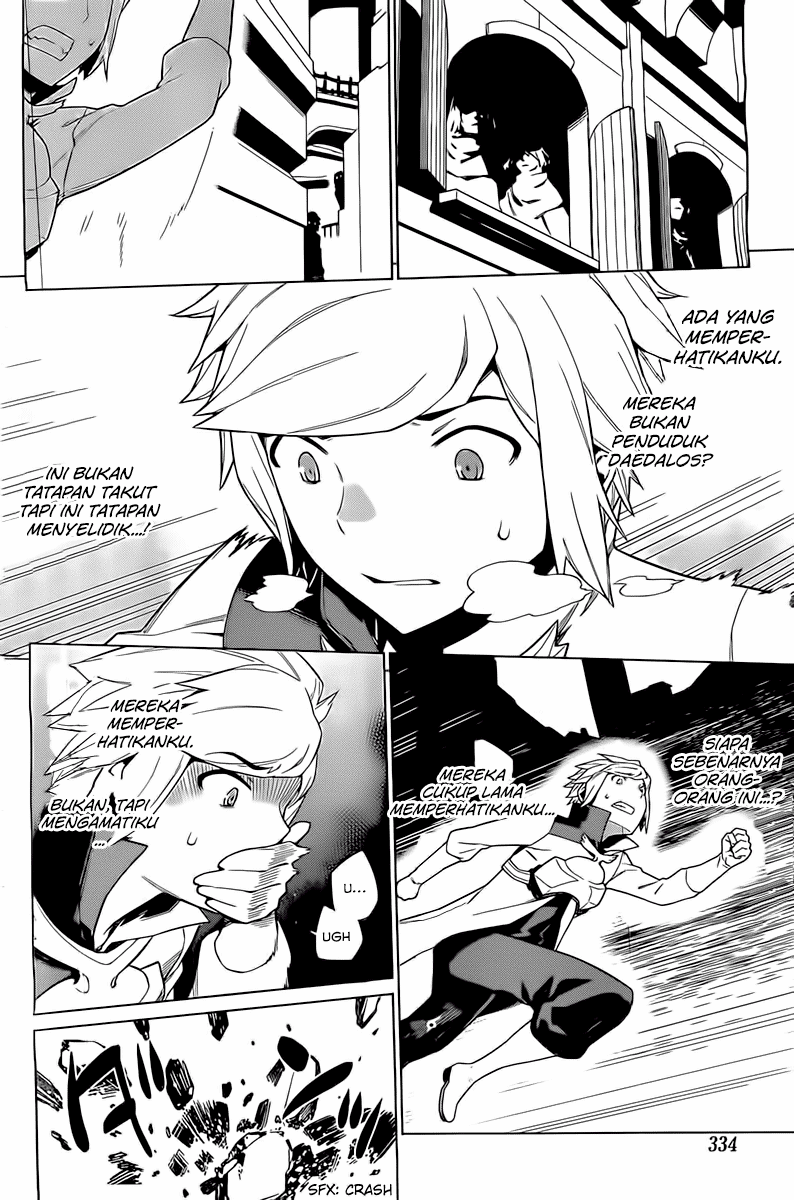 ADA YANG
MEMPER-
HATIKANKU.
MEREKA
BUKAN
PENDUDUK
DAEDALOS?
INI BUKAN
TATAPAN TAKUT
TAPI INI TATAPAN
MENYELIDIK...!
MEREKA
MEMPER-
HATIKANKU.
BUKAN, TAPI
MENGAMATIKU
...
U...
UGH
SIAPA
SEBENARNYA
ORANG-
ORANG INI...?
MEREKA
CUKUP LAMA
MEMPERHATIKANKU...
SFX: CRASH
334